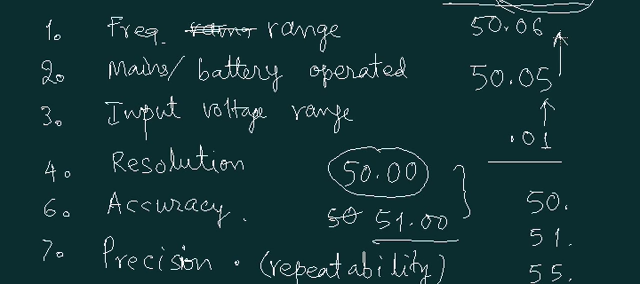 1. Freq. range 50.06
2. Mains/ battery operated 50.05
3. Input voltage range
.01
4. Resolution 50.00
50.
6. Accuracy. 50 51.00
51.
7. Precision. (repeatability)
55.